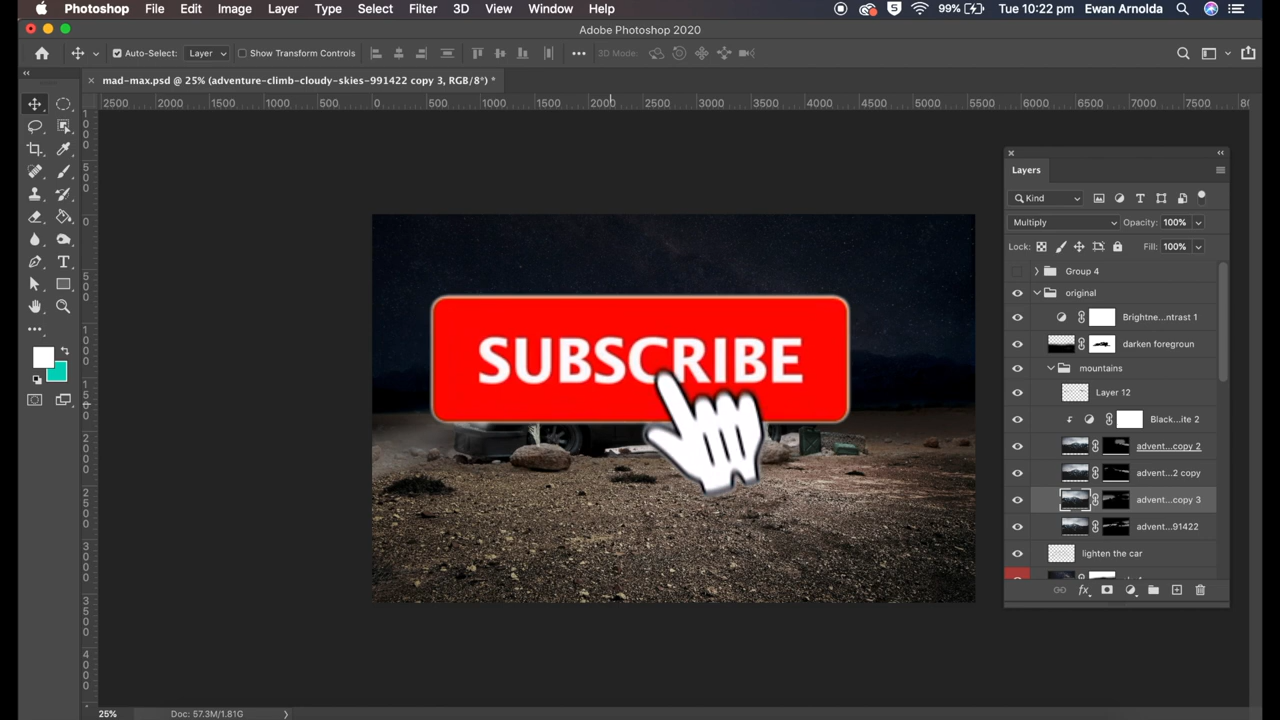 Photoshop File Edit Image Layer Type Select Filter 3D View Window Help 99% Tue 10:22 pm Ewan Arnolda
Adobe Photoshop 2020
Auto-Select: Layer Show Transform Controls 3D Mode:
mad-max.psd @ 25% (adventure-climb-cloudy-skies-991422 copy 3, RGB/8*) *
2500 2000 1500 1000 500 0 500 1000 1500 2000 2500 3000 3500 4000 4500 5000 5500 6000 6500 7000 7500
Layers
Kind
Multiply Opacity: 100%
Lock: Fill: 100%
Group 4
original
Brightne...ntrast 1
darken foregroun
mountains
Layer 12
Black...ite 2
advent...copy 2
advent...2 copy
advent...copy 3
advent...91422
lighten the car
SUBSCRIBE
25% Doc: 57.3M/1.81G